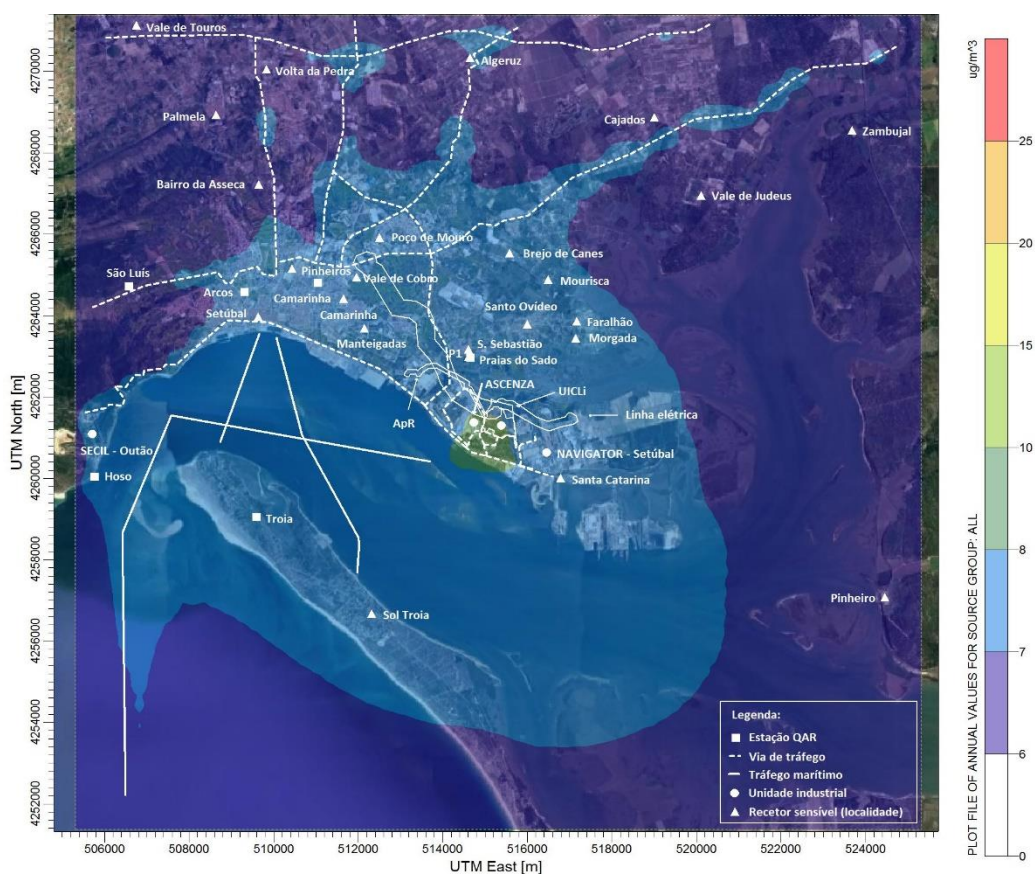 ug/m^3
Vale de Touros
Volta da Pedra
Algeruz
Palmela
Cajados
Zambujal
Bairro da Asseca
Vale de Judeus
Poço de Mouro
Brejo de Canes
São Luís
Pinheiros
Vale de Cobro
Mourisca
Arcos
Camarinha
Santo Ovídeo
Setúbal
Camarinha
Faralhão
Manteigadas
Morgada
S. Sebastião
P1
Praias do Sado
ASCENZA
UICLi
ApR
Linha elétrica
SECIL - Outão
NAVIGATOR - Setúbal
Hoso
Santa Catarina
Troia
Sol Troia
Pinheiro
Legenda:
Estação QAR
Via de tráfego
Tráfego marítimo
Unidade industrial
Recetor sensível (localidade)
UTM North [m]
4270000
4268000
4266000
4264000
4262000
4260000
4258000
4256000
4254000
4252000
506000 508000 510000 512000 514000 516000 518000 520000 522000 524000
UTM East [m]
25
20
15
10
8
7
6
0
PLOT FILE OF ANNUAL VALUES FOR SOURCE GROUP: ALL